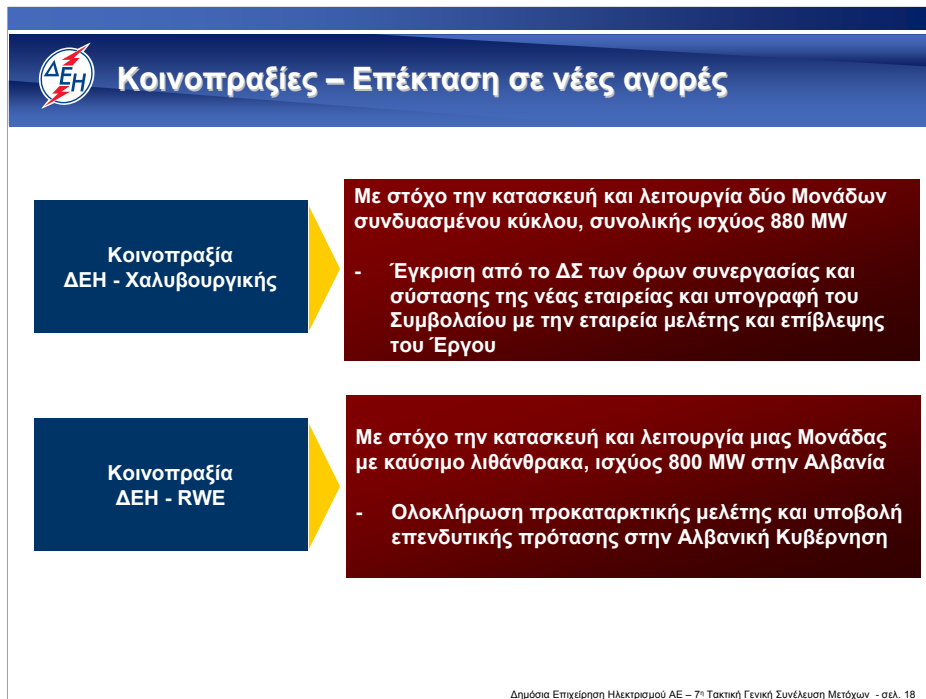 ΔΕΗ
Κοινοπραξίες – Επέκταση σε νέες αγορές
Κοινοπραξία
ΔΕΗ - Χαλυβουργικής
Με στόχο την κατασκευή και λειτουργία δύο Μονάδων
συνδυασμένου κύκλου, συνολικής ισχύος 880 MW
- Έγκριση από το ΔΣ των όρων συνεργασίας και
σύστασης της νέας εταιρείας και υπογραφή του
Συμβολαίου με την εταιρεία μελέτης και επίβλεψης
του Έργου
Κοινοπραξία
ΔΕΗ - RWE
Με στόχο την κατασκευή και λειτουργία μιας Μονάδας
με καύσιμο λιθάνθρακα, ισχύος 800 MW στην Αλβανία
- Ολοκλήρωση προκαταρκτικής μελέτης και υποβολή
επενδυτικής πρότασης στην Αλβανική Κυβέρνηση
Δημόσια Επιχείρηση Ηλεκτρισμού ΑΕ – 7η Τακτική Γενική Συνέλευση Μετόχων - σελ. 18